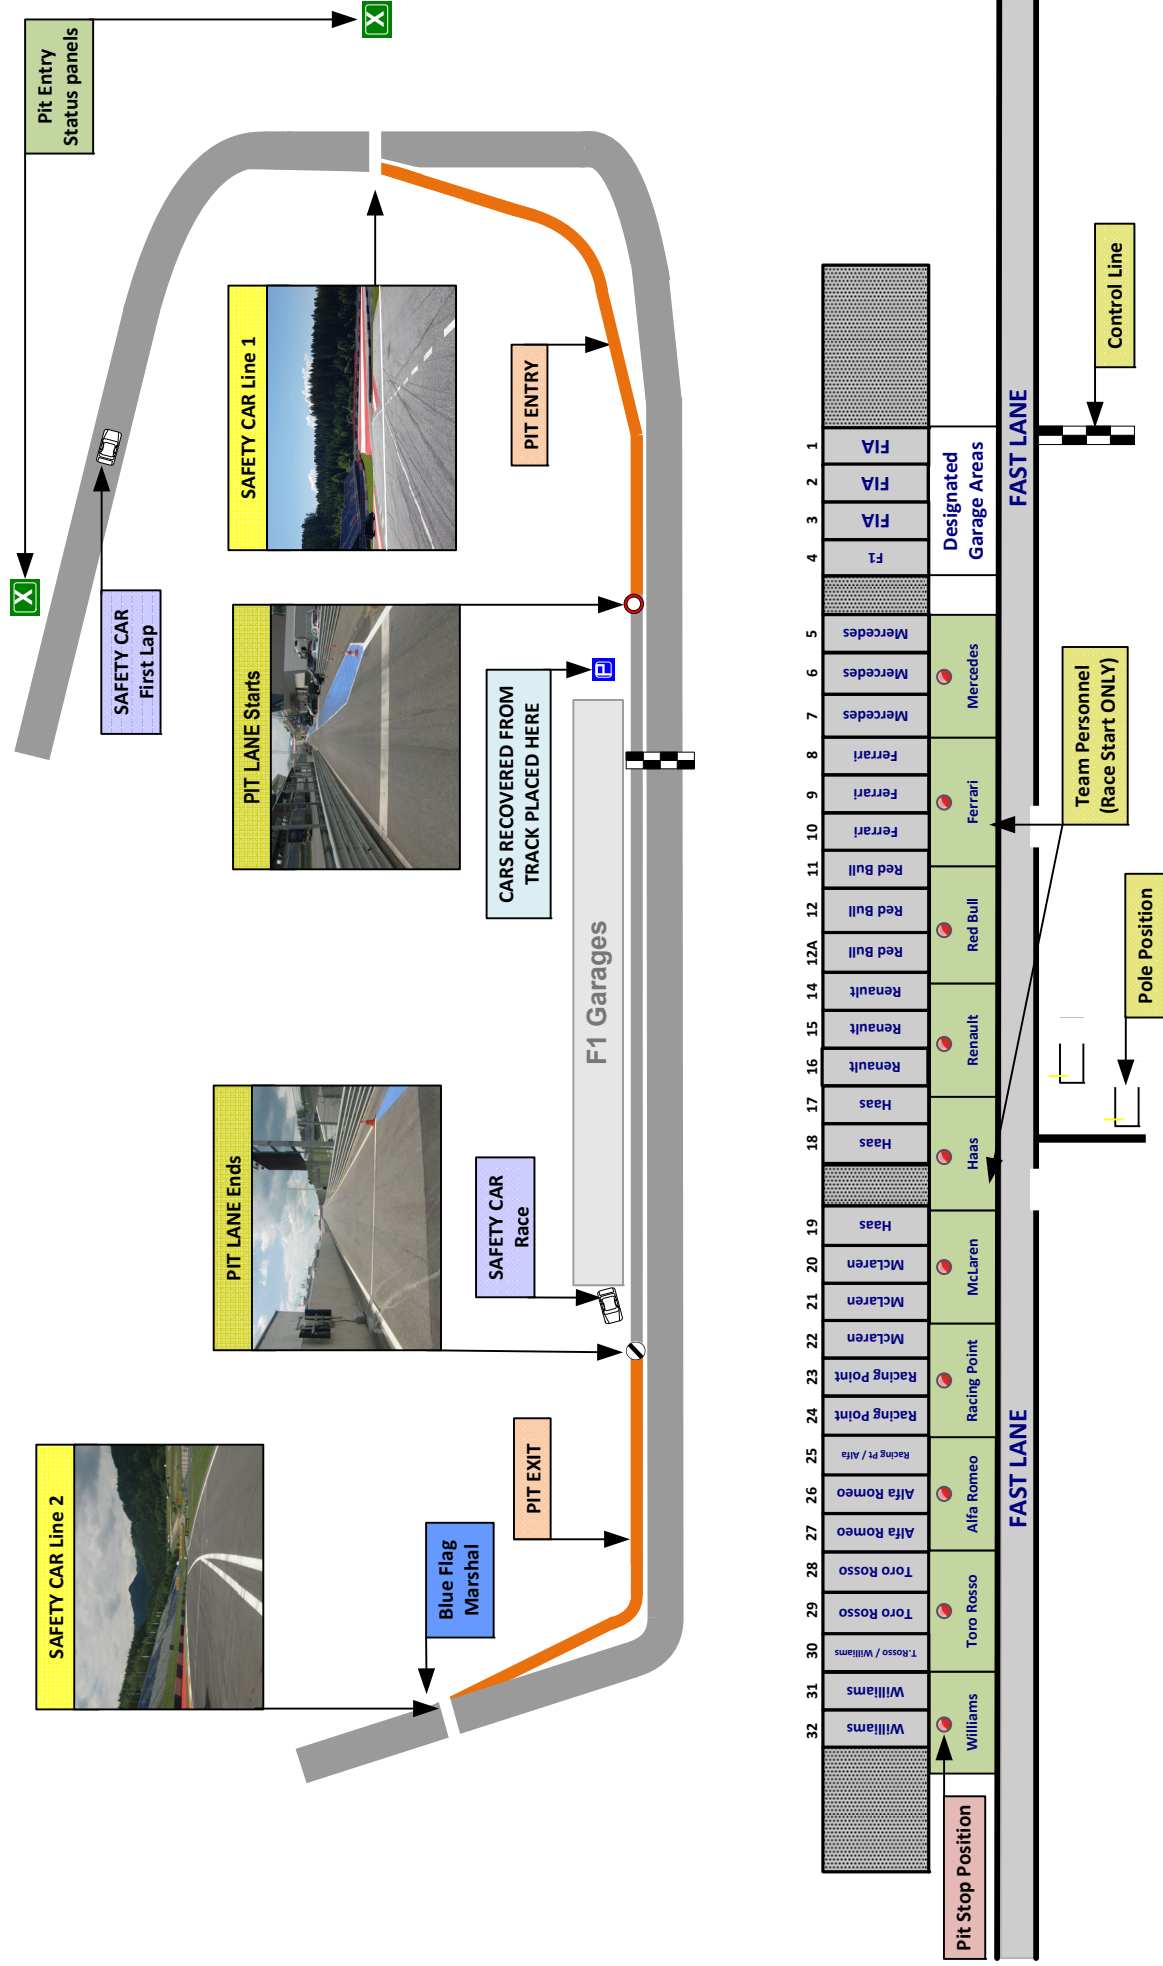 Pit Entry
Status panels
X
X
SAFETY CAR Line 2
SAFETY CAR
First Lap
PIT LANE Ends
PIT LANE Starts
SAFETY CAR Line 1
Blue Flag
Marshal
SAFETY CAR
Race
CARS RECOVERED FROM
TRACK PLACED HERE
PIT EXIT
PIT ENTRY
P
F1 Garages
32 31 30 29 28 27 26 25 24 23 22 21 20 19 18 17 16 15 14 12A 12 11 10 9 8 7 6 5 4 3 2 1
Williams Williams T.Rosso / Williams Toro Rosso Toro Rosso Alfa Romeo Alfa Romeo Racing Pt / Alfa Racing Point Racing Point McLaren McLaren McLaren Haas Haas Haas Renault Renault Renault Red Bull Red Bull Red Bull Ferrari Ferrari Ferrari Mercedes Mercedes Mercedes F1 FIA FIA FIA
Williams Toro Rosso Alfa Romeo Racing Point McLaren Haas Renault Red Bull Ferrari Mercedes
Designated
Garage Areas
Pit Stop Position
FAST LANE
FAST LANE
Team Personnel
(Race Start ONLY)
Control Line
Pole Position